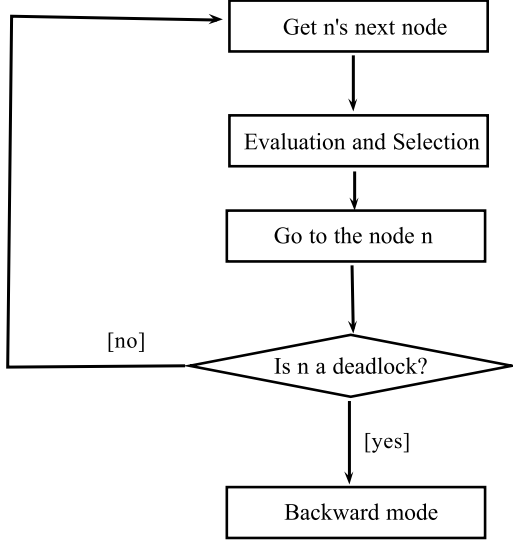 Get n's next node
Evaluation and Selection
Go to the node n
[no]
Is n a deadlock?
[yes]
Backward mode